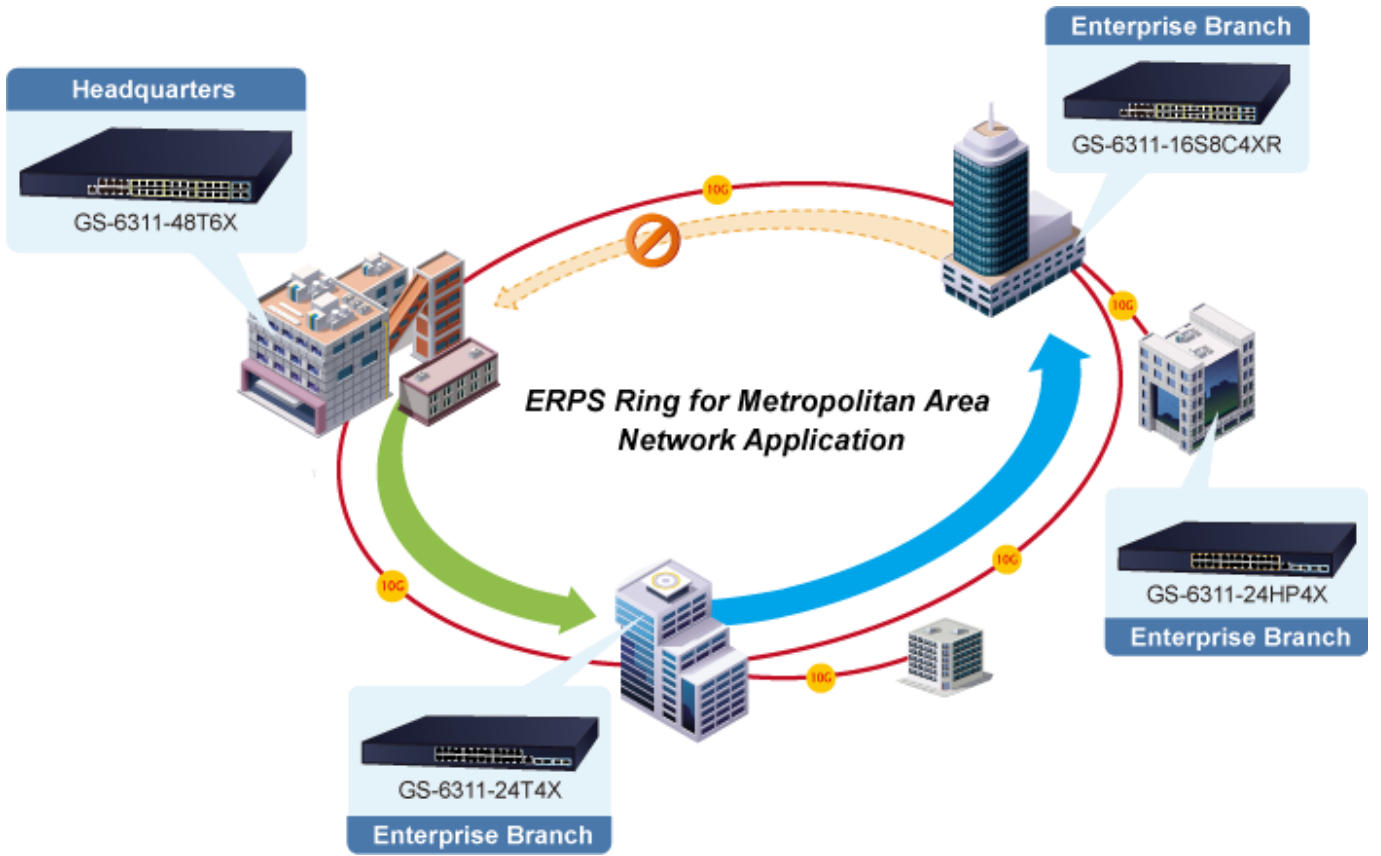 Enterprise Branch
GS-6311-16S8C4XR
Headquarters
GS-6311-48T6X
10G
10G
ERPS Ring for Metropolitan Area
Network Application
10G
10G
10G
GS-6311-24HP4X
Enterprise Branch
GS-6311-24T4X
Enterprise Branch